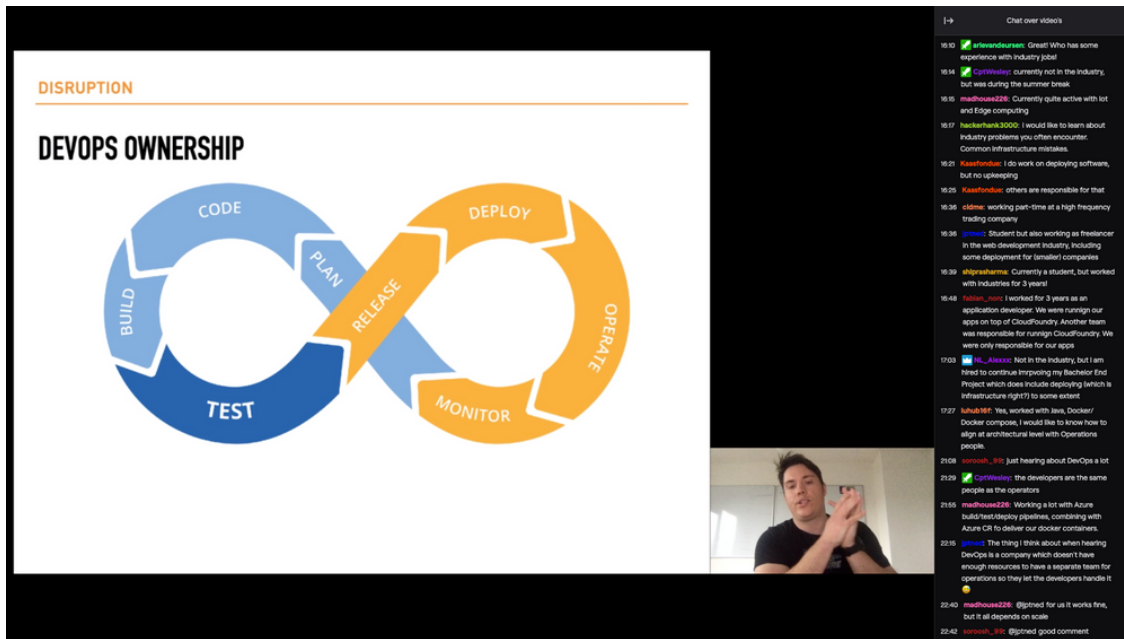 DISRUPTION
DEVOPS OWNERSHIP
CODE
BUILD
PLAN
TEST
RELEASE
DEPLOY
OPERATE
MONITOR
Chat over video's
16:10 arievandeursen: Great! Who has some
experience with industry jobs!
16:14 CptWesley: currently not in the industry,
but was during the summer break
16:15 madhouse226: Currently quite active with Iot
and Edge computing
16:17 hackerhank3000: I would like to learn about
industry problems you often encounter.
Common infrastructure mistakes.
16:21 Kaasfondue: I do work on deploying software,
but no upkeeping
16:25 Kaasfondue: others are responsible for that
16:36 cldme: working part-time at a high frequency
trading company
16:36 jptned: Student but also working as freelancer
in the web development industry, including
some deployment for (smaller) companies
16:39 shiprasharma: Currently a student, but worked
with industries for 3 years!
16:48 fabian_norc I worked for 3 years as an
application developer. We were runnign our
apps on top of CloudFoundry. Another team
was responsible for runnign CloudFoundry. We
were only responsible for our apps
17:03 NL_Alexxx: Not in the industry, but I am
hired to continue imrpvoing my Bachelor End
Project which does include deploying (which is
infrastructure right?) to some extent
17:27 luhub16f: Yes, worked with Java, Docker/
Docker compose, I would like to know how to
align at architectural level with Operations
people.
21:08 soroosh_99: just hearing about DevOps a lot
21:29 CptWesley: the developers are the same
people as the operators
21:55 madhouse226: Working a lot with Azure
build/test/deploy pipelines, combining with
Azure CR fo deliver our docker containers.
22:15 jptned: The thing I think about when hearing
DevOps is a company which doesn't have
enough resources to have a separate team for
operations so they let the developers handle it
22:40 madhouse226: @jptned for us it works fine,
but it all depends on scale
22:42 soroosh_99: @jptned good comment